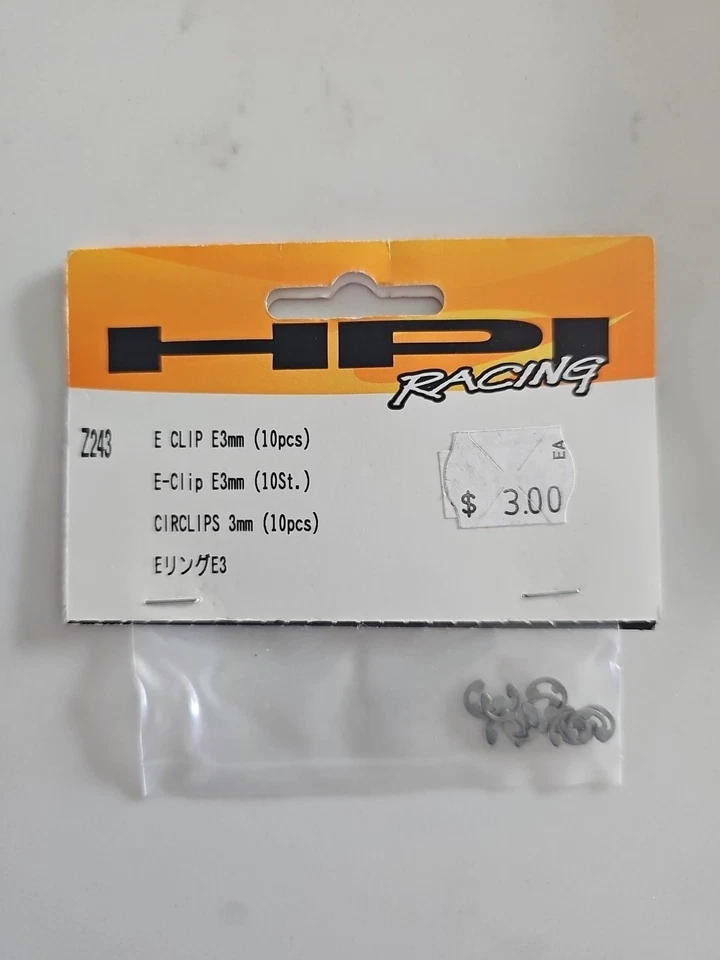 HPI
RACING
Z243
E CLIP E3mm (10pcs)
E-Clip E3mm (10St.)
CIRCLIPS 3mm (10pcs)
EリングE3
EA
$ 3.00